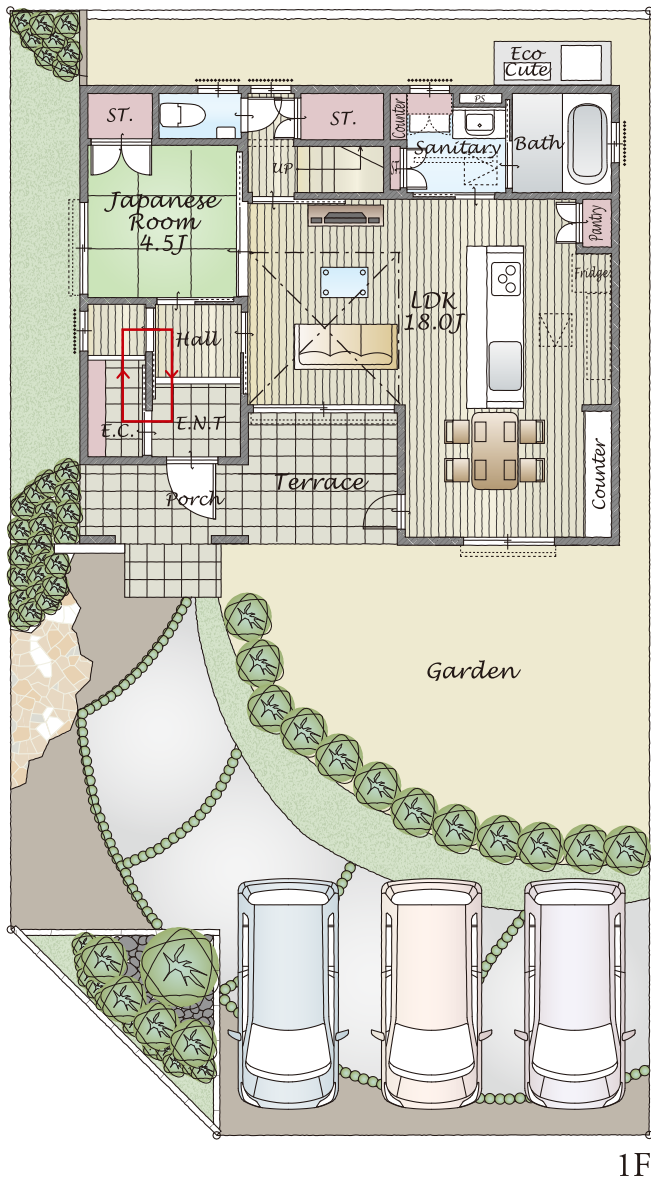 Eco
Cute
ST.
ST.
Counter
PS
Sanitary
Bath
UP
ST.
Japanese
Room
4.5J
Pantry
Fridge
LDK
18.0J
Hall
E.C.
E.N.T
Counter
Terrace
Porch
Garden
1F